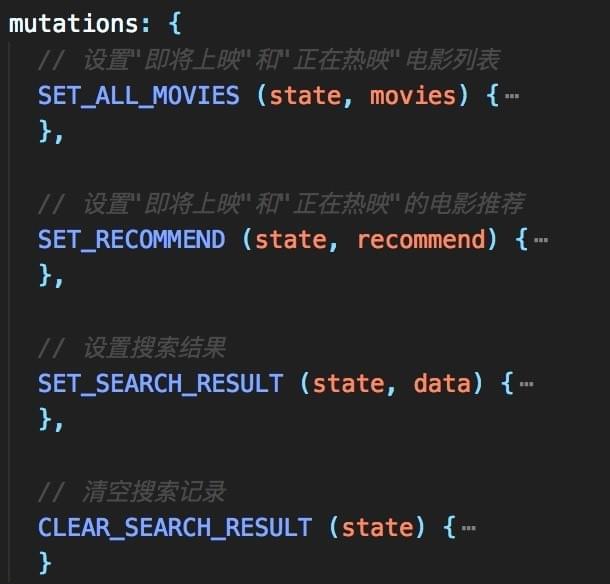 mutations: {
// 设置"即将上映"和"正在热映"电影列表
SET_ALL_MOVIES (state, movies) {⋯
},
// 设置"即将上映"和"正在热映"的电影推荐
SET_RECOMMEND (state, recommend) {⋯
},
// 设置搜索结果
SET_SEARCH_RESULT (state, data) {⋯
},
// 清空搜索记录
CLEAR_SEARCH_RESULT (state) {⋯
}